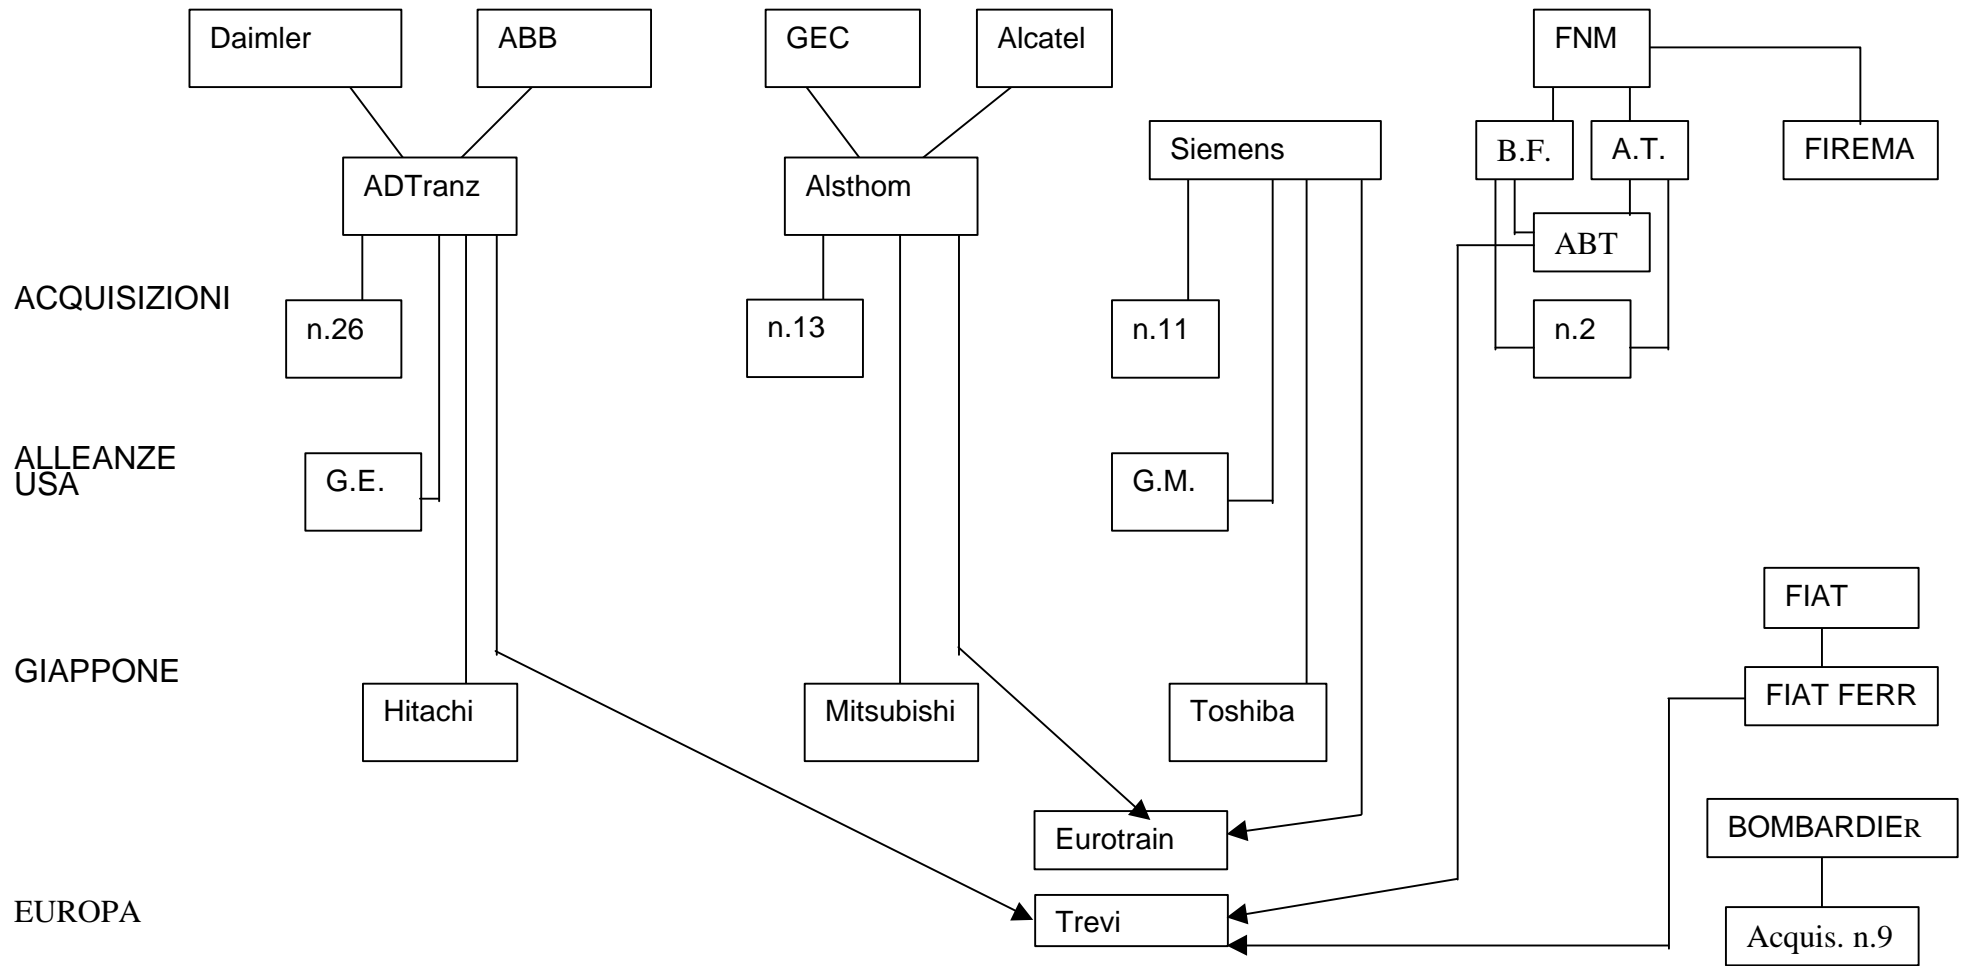 Daimler
ABB
GEC
Alcatel
FNM
Siemens
B.F.
A.T.
FIREMA
ADTranz
Alsthom
ABT
ACQUISIZIONI
n.26
n.13
n.11
n.2
ALLEANZE
USA
G.E.
G.M.
FIAT
GIAPPONE
FIAT FERR
Hitachi
Mitsubishi
Toshiba
Eurotrain
BOMBARDIER
EUROPA
Trevi
Acquis. n.9